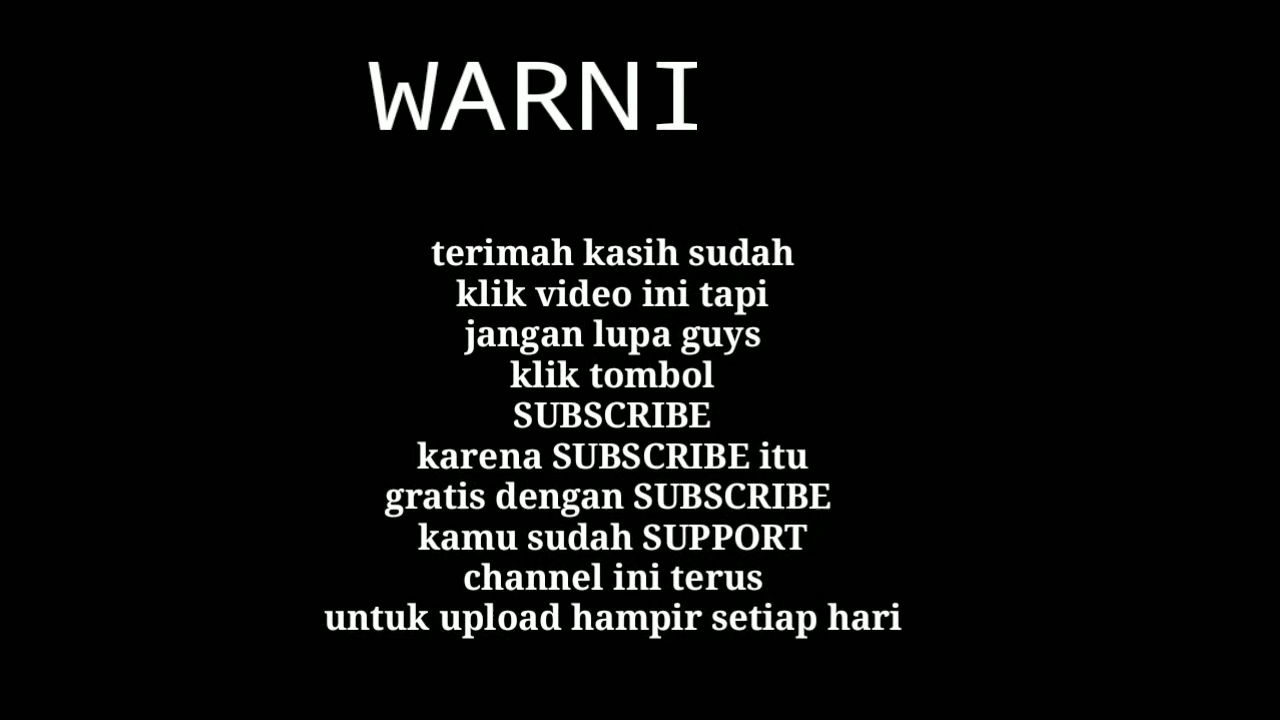 WARNI
terimah kasih sudah
klik video ini tapi
jangan lupa guys
klik tombol
SUBSCRIBE
karena SUBSCRIBE itu
gratis dengan SUBSCRIBE
kamu sudah SUPPORT
channel ini terus
untuk upload hampir setiap hari